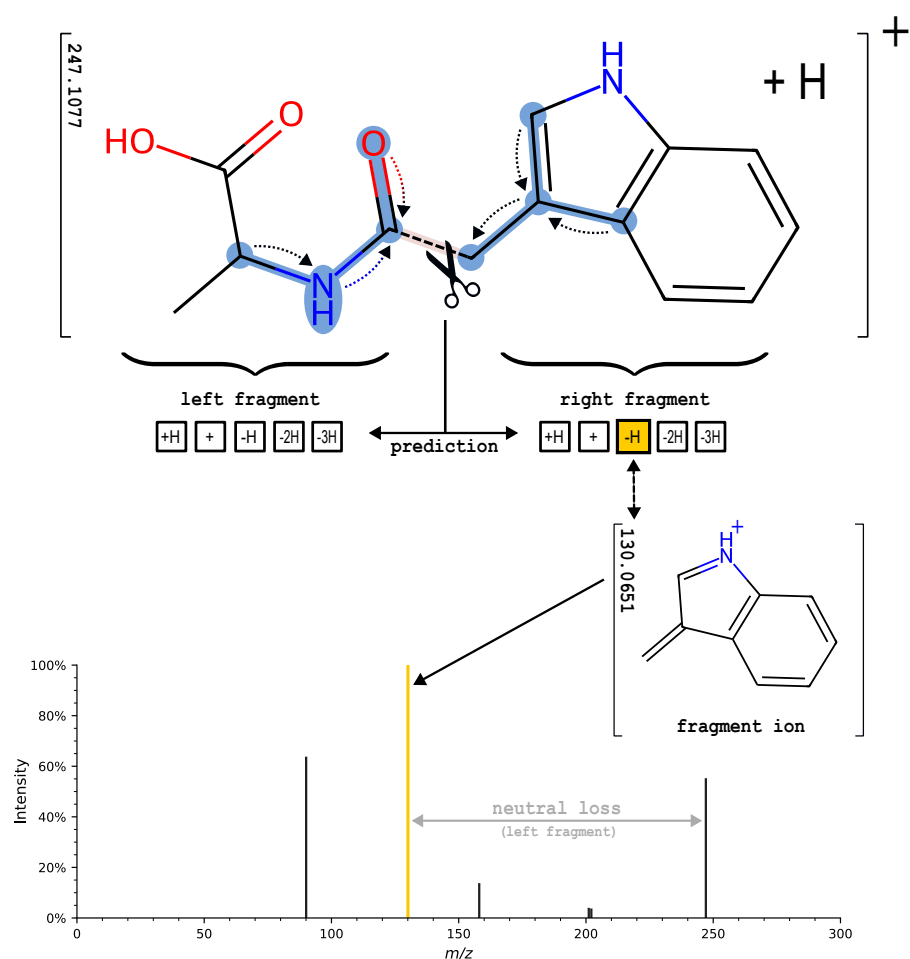 +
247.1077
+ H
H
N
HO
O
O
N
H
left fragment
right fragment
+H
+
-H
-2H
-3H
prediction
+H
+
-H
-2H
-3H
130.0651
+
H
N
fragment ion
100%
80%
60%
40%
20%
0%
Intensity
neutral loss
(left fragment)
0
50
100
150
200
250
300
m/z